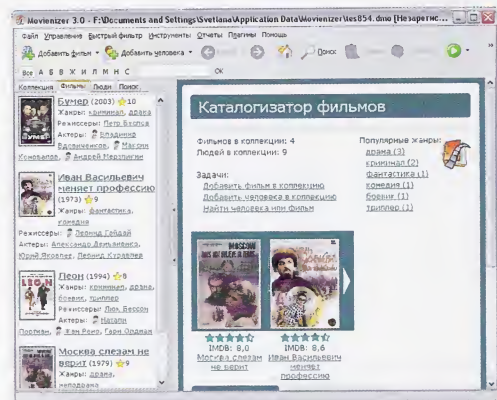 Movienizer 3.0 - F:\Documents and Settings\Svetlana\Application Data\Movienizer\tes854.dmo [Незарегис...
Файл Управление Быстрый фильтр Инструменты Отчеты Плагины Помощь
Добавить фильм Добавить человека Поиск
Все А Б В Ж И Л М Н С OK
Коллекция Фильмы Люди Поиск
Бумер (2003) 10
Жанры: криминал, драма
Режиссеры: Петр Буслов
Актеры: Владимир
Вдовиченков, Максим
Коновалов, Андрей Мерзликин
Иван Васильевич
меняет профессию
(1973) 9
Жанры: фантастика,
комедия
Режиссеры: Леонид Гайдай
Актеры: Александр Демьяненко,
Юрий Яковлев, Леонид Куравлев
Леон (1994) 8
Жанры: криминал, драма,
боевик, триллер
Режиссеры: Люк Бессон
Актеры: Натали
Портман, Жан Рено, Гари Олдман
Москва слезам не
верит (1979) 9
Жанры: драма,
мелодрама
Каталогизатор фильмов
Фильмов в коллекции: 4
Людей в коллекции: 9
Задачи:
Добавить фильм в коллекцию
Добавить человека в коллекцию
Найти человека или фильм
Популярные жанры:
драма (3)
криминал (2)
фантастика (1)
комедия (1)
боевик (1)
триллер (1)
MOSCOW
IMDB: 8,0
Москва слезам
не верит
IMDB: 8,6
Иван Васильевич
меняет
профессию